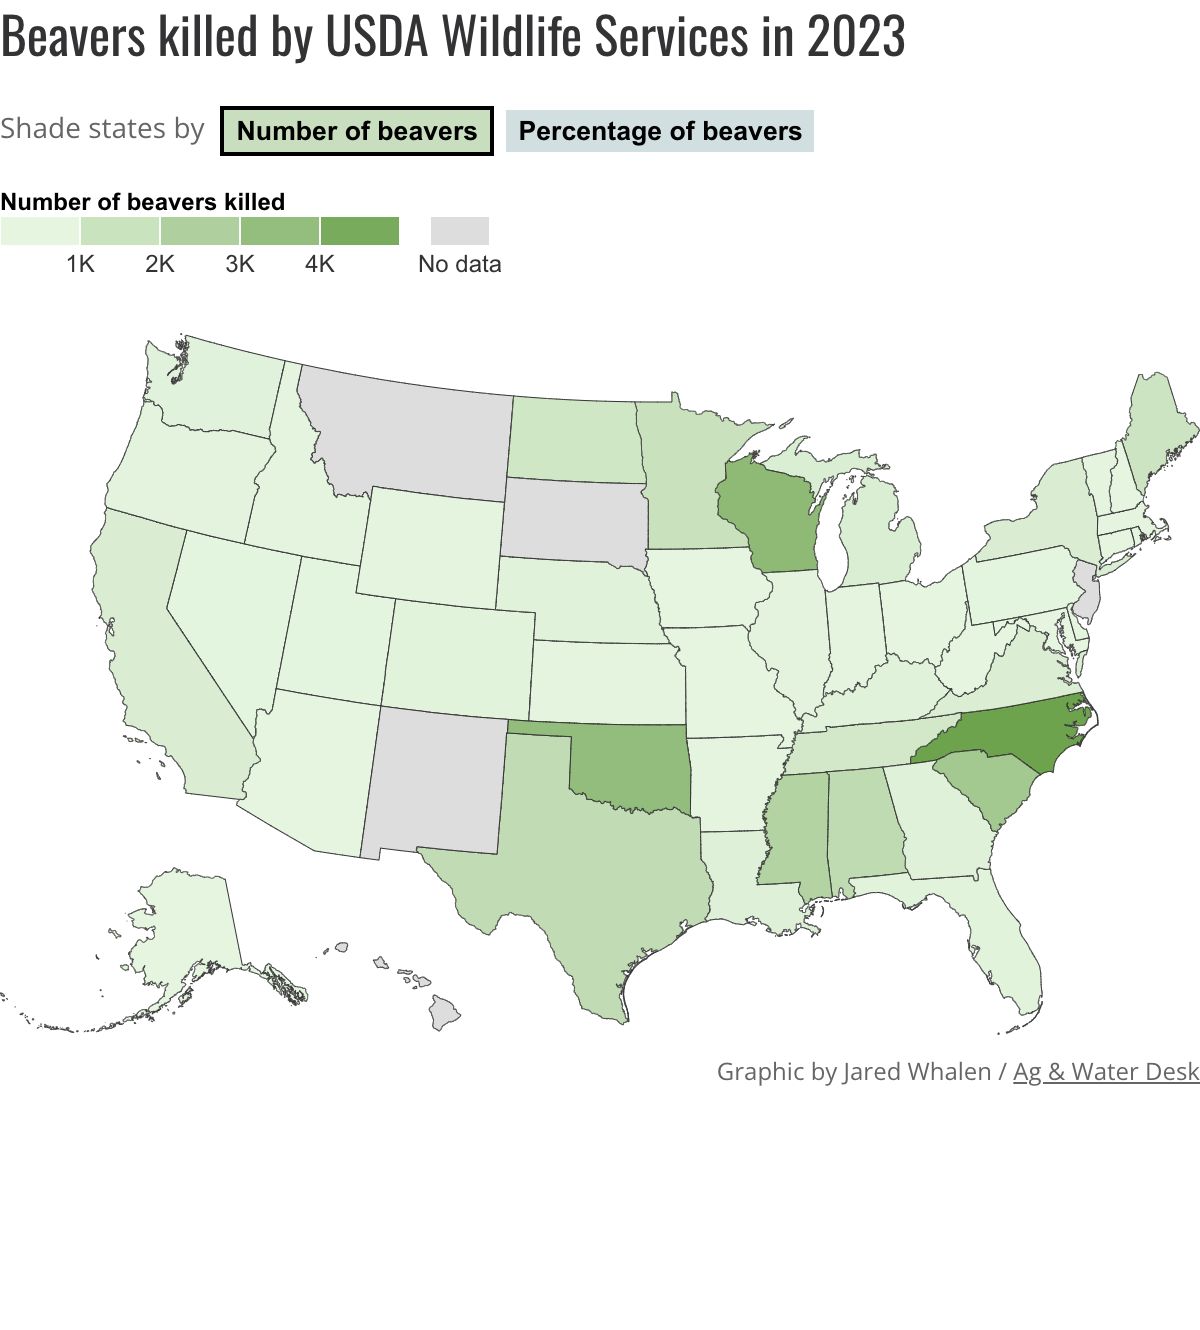 Beavers killed by USDA Wildlife Services in 2023
Shade states by Number of beavers Percentage of beavers
Number of beavers killed
1K 2K 3K 4K No data
Graphic by Jared Whalen / Ag & Water Desk